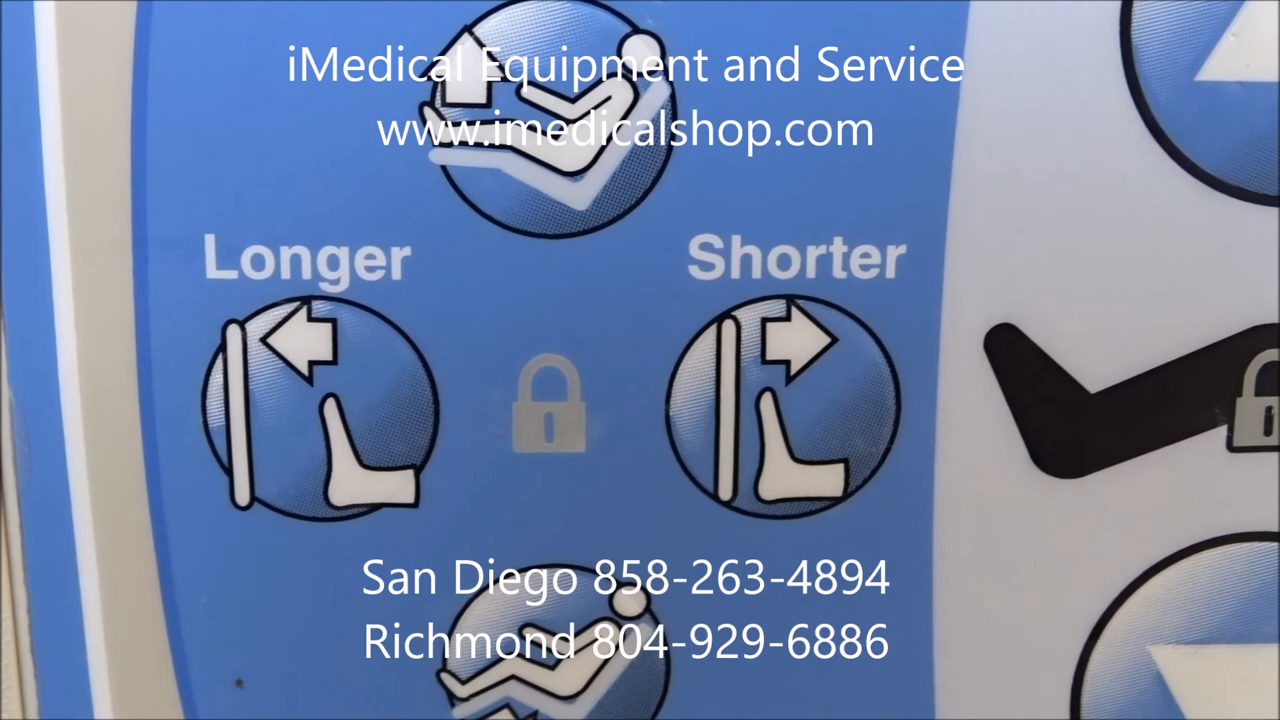 iMedical Equipment and Service
www.imedicalshop.com
Longer
Shorter
San Diego 858-263-4894
Richmond 804-929-6886